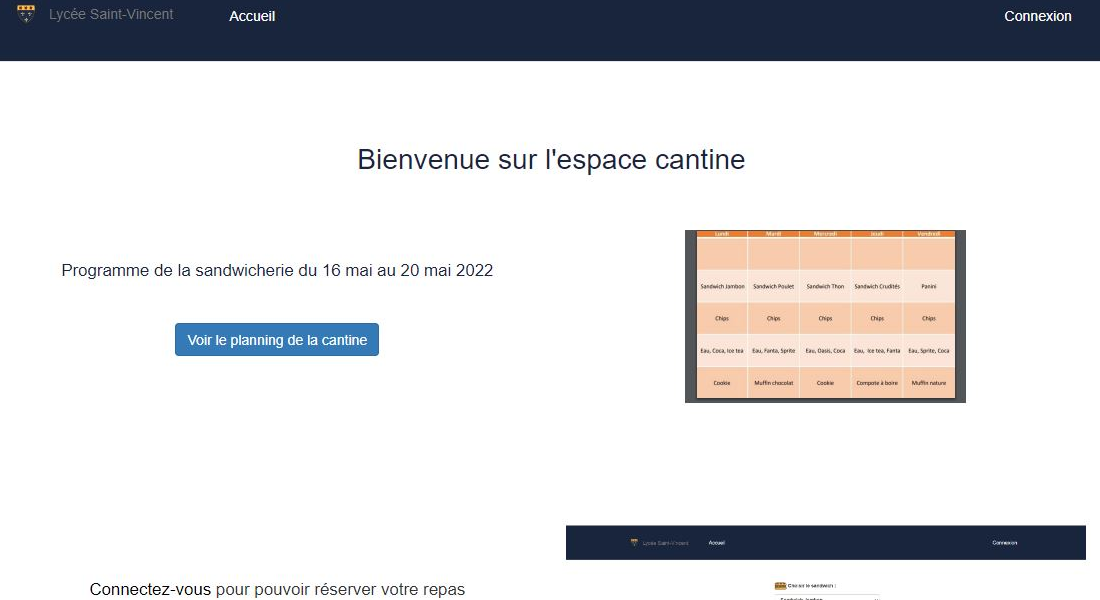 Lycée Saint-Vincent
Accueil
Connexion
Bienvenue sur l'espace cantine
Programme de la sandwicherie du 16 mai au 20 mai 2022
Voir le planning de la cantine
Lundi Mardi Mercredi Jeudi Vendredi
Sandwich Jambon Sandwich Poulet Sandwich Thon Sandwich Crudités Panini
Chips Chips Chips Chips Chips
Eau, Coca, Ice tea Eau, Fanta, Sprite Eau, Oasis, Coca Eau, Ice tea, Fanta Eau, Sprite, Coca
Cookie Muffin chocolat Cookie Compote à boire Muffin nature
Connectez-vous pour pouvoir réserver votre repas
Lycée Saint-Vincent
Accueil
Connexion
Choisir le sandwich :
Sandwich Jambon